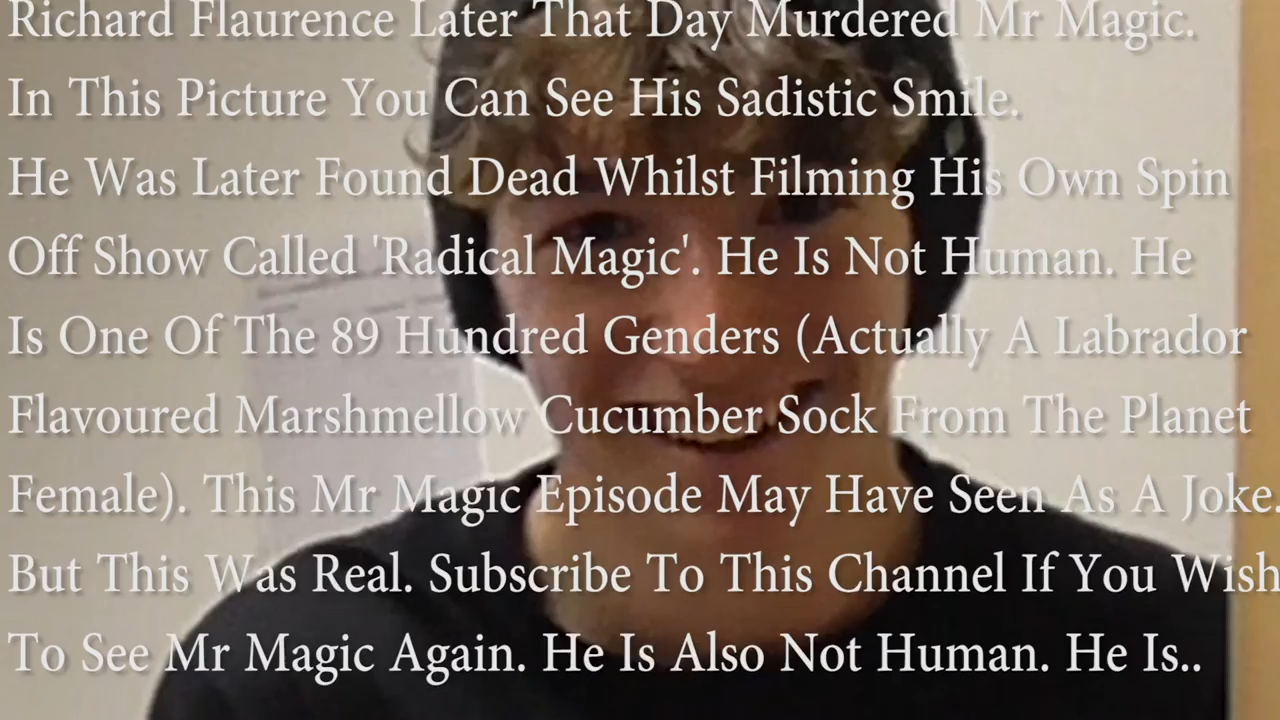 Richard Flaurence Later That Day Murdered Mr Magic.
In This Picture You Can See His Sadistic Smile.
He Was Later Found Dead Whilst Filming His Own Spin
Off Show Called 'Radical Magic'. He Is Not Human. He
Is One Of The 89 Hundred Genders (Actually A Labrador
Flavoured Marshmellow Cucumber Sock From The Planet
Female). This Mr Magic Episode May Have Seen As A Joke.
But This Was Real. Subscribe To This Channel If You Wish
To See Mr Magic Again. He Is Also Not Human. He Is..